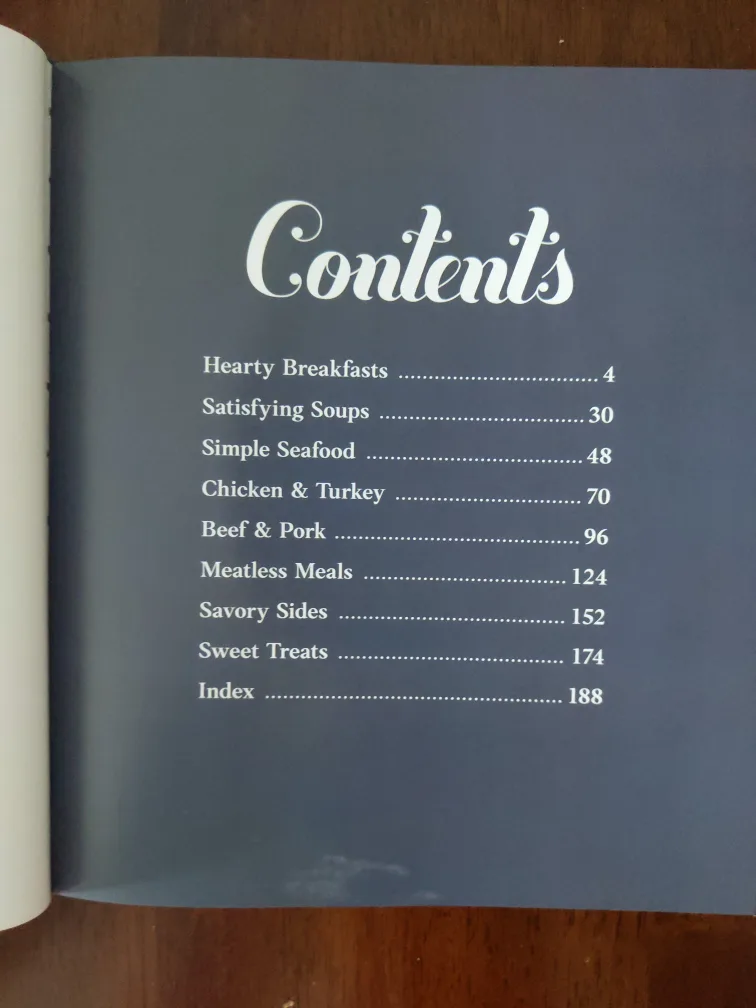 Contents
Hearty Breakfasts .......................................... 4
Satisfying Soups .......................................... 30
Simple Seafood ............................................ 48
Chicken & Turkey ...................................... 70
Beef & Pork .................................................. 96
Meatless Meals ......................................... 124
Savory Sides .............................................. 152
Sweet Treats .............................................. 174
Index ............................................................. 188